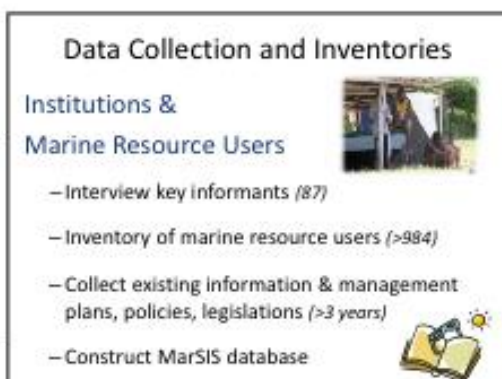 Data Collection and Inventories
Institutions &
Marine Resource Users
– Interview key informants (87)
– Inventory of marine resource users (>984)
– Collect existing information & management
plans, policies, legislations (>3 years)
– Construct MarSIS database